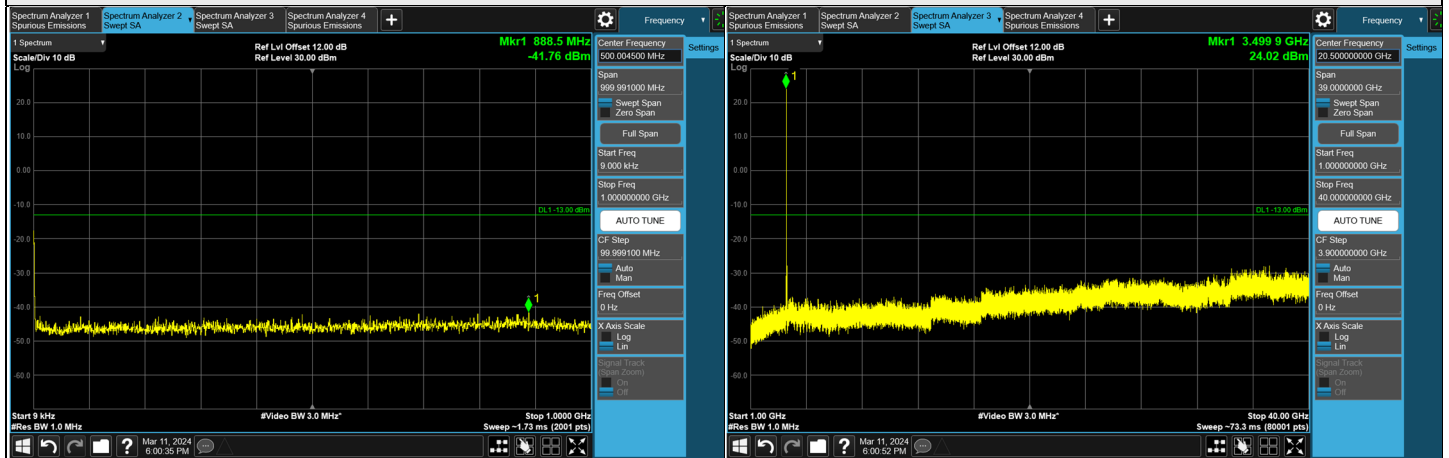 Spectrum Analyzer 1
Spurious Emissions
Spectrum Analyzer 2
Swept SA
Spectrum Analyzer 3
Swept SA
Spectrum Analyzer 4
Spurious Emissions
Frequency
1 Spectrum
Scale/Div 10 dB
Log
Ref Lvl Offset 12.00 dB
Ref Level 30.00 dBm
Mkr1 888.5 MHz
-41.76 dBm
20.0
10.0
0.00
-10.0
-20.0
-30.0
-40.0
-50.0
-60.0
DL1 -13.00 dBm
1
Start 9 kHz
#Res BW 1.0 MHz
#Video BW 3.0 MHz*
Stop 1.0000 GHz
Sweep ~1.73 ms (2001 pts)
Mar 11, 2024
6:00:35 PM
Center Frequency
500.004500 MHz
Settings
Span
999.991000 MHz
Swept Span
Zero Span
Full Span
Start Freq
9.000 kHz
Stop Freq
1.000000000 GHz
AUTO TUNE
CF Step
99.999100 MHz
Auto
Man
Freq Offset
0 Hz
X Axis Scale
Log
Lin
Signal Track
(Span Zoom)
On
Off
Spectrum Analyzer 1
Spurious Emissions
Spectrum Analyzer 2
Swept SA
Spectrum Analyzer 3
Swept SA
Spectrum Analyzer 4
Spurious Emissions
Frequency
1 Spectrum
Scale/Div 10 dB
Log
Ref Lvl Offset 12.00 dB
Ref Level 30.00 dBm
Mkr1 3.499 9 GHz
24.02 dBm
20.0
10.0
0.00
-10.0
-20.0
-30.0
-40.0
-50.0
-60.0
DL1 -13.00 dBm
1
Start 1.00 GHz
#Res BW 1.0 MHz
#Video BW 3.0 MHz*
Stop 40.00 GHz
Sweep ~73.3 ms (80001 pts)
Mar 11, 2024
6:00:52 PM
Center Frequency
20.500000000 GHz
Settings
Span
39.0000000 GHz
Swept Span
Zero Span
Full Span
Start Freq
1.000000000 GHz
Stop Freq
40.000000000 GHz
AUTO TUNE
CF Step
3.900000000 GHz
Auto
Man
Freq Offset
0 Hz
X Axis Scale
Log
Lin
Signal Track
(Span Zoom)
On
Off